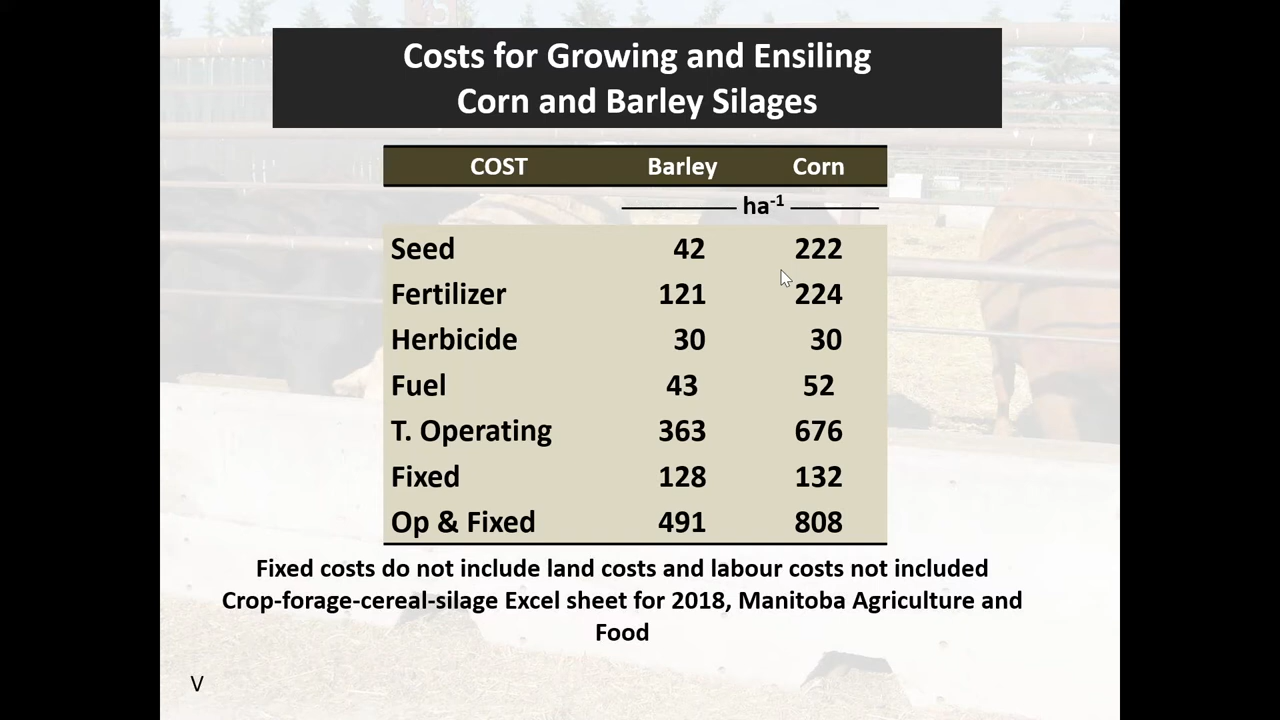 Costs for Growing and Ensiling
Corn and Barley Silages
COST Barley Corn
ha-1
Seed 42 222
Fertilizer 121 224
Herbicide 30 30
Fuel 43 52
T. Operating 363 676
Fixed 128 132
Op & Fixed 491 808
Fixed costs do not include land costs and labour costs not included
Crop-forage-cereal-silage Excel sheet for 2018, Manitoba Agriculture and
Food
V